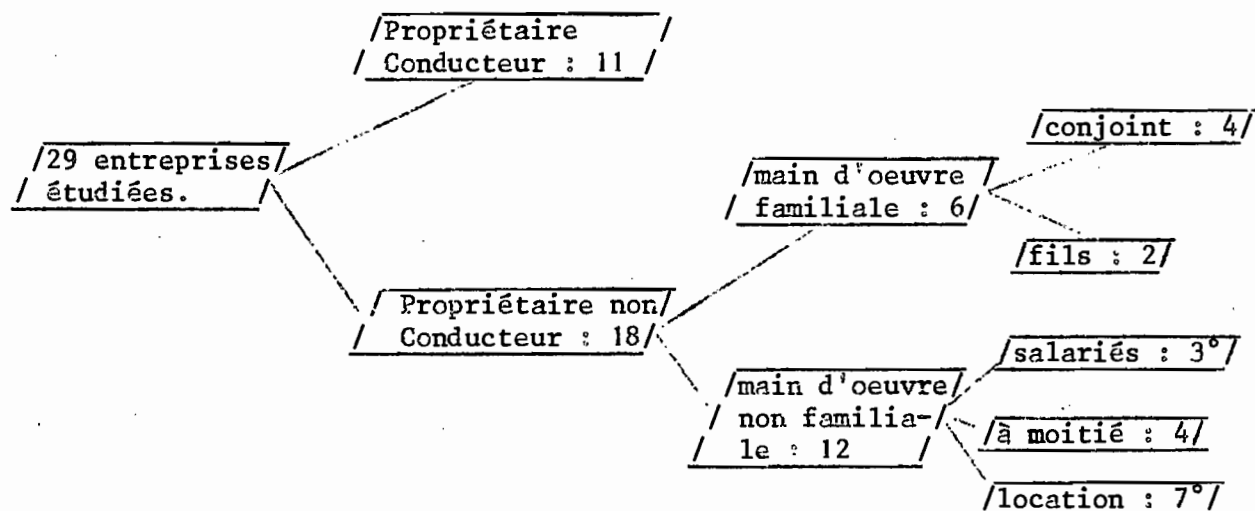 /Propriétaire /
/ Conducteur : 11 /
/29 entreprises/
/ étudiées. /
/conjoint : 4/
/main d'oeuvre /
/ familiale : 6/
/fils : 2/
/ Propriétaire non/
/ Conducteur : 18/
/salariés : 3°/
/main d'oeuvre/
/ non familia- /
/ le : 12 /
/à moitié : 4/
/location : 7°/